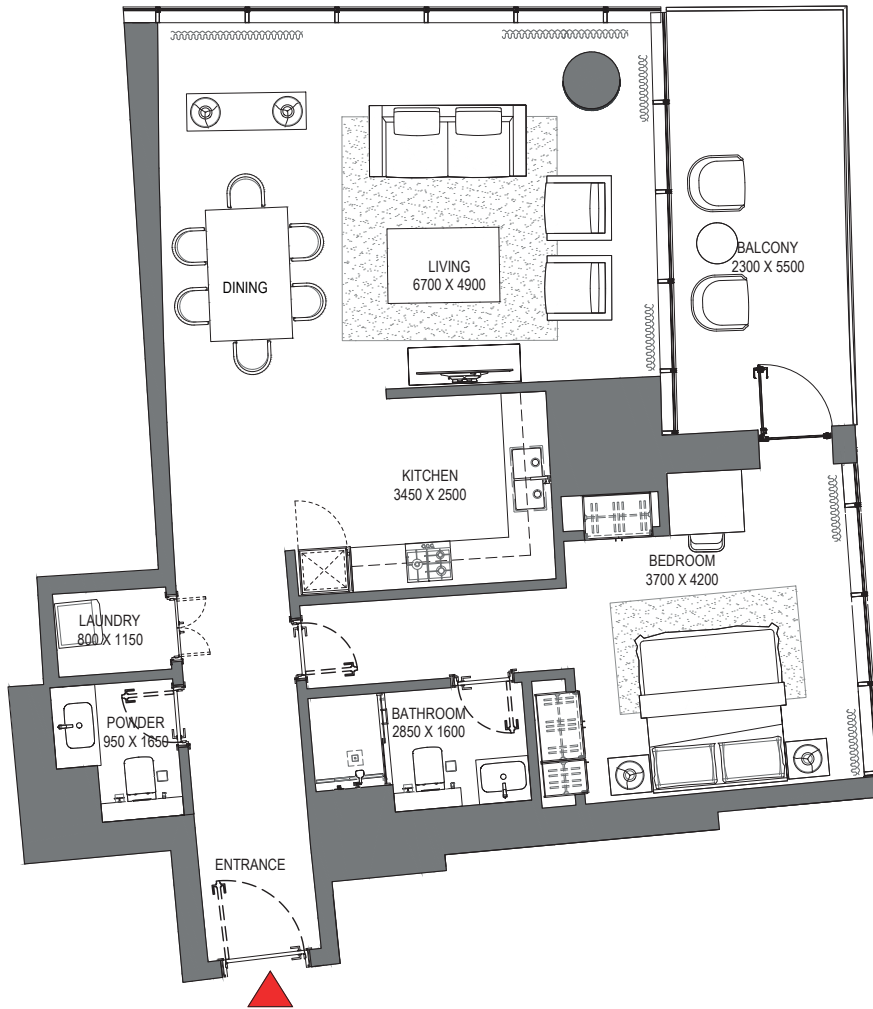 BALCONY
2300 X 5500
LIVING
6700 X 4900
DINING
KITCHEN
3450 X 2500
BEDROOM
3700 X 4200
LAUNDRY
800 X 1150
POWDER
950 X 1650
BATHROOM
2850 X 1600
ENTRANCE